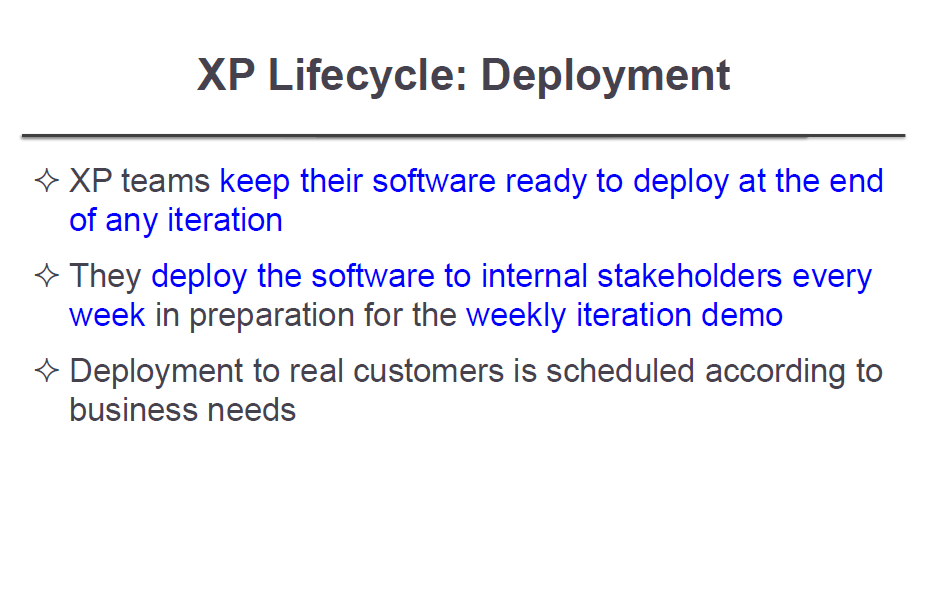 XP Lifecycle: Deployment
✧ XP teams keep their software ready to deploy at the end
of any iteration
✧ They deploy the software to internal stakeholders every
week in preparation for the weekly iteration demo
✧ Deployment to real customers is scheduled according to
business needs